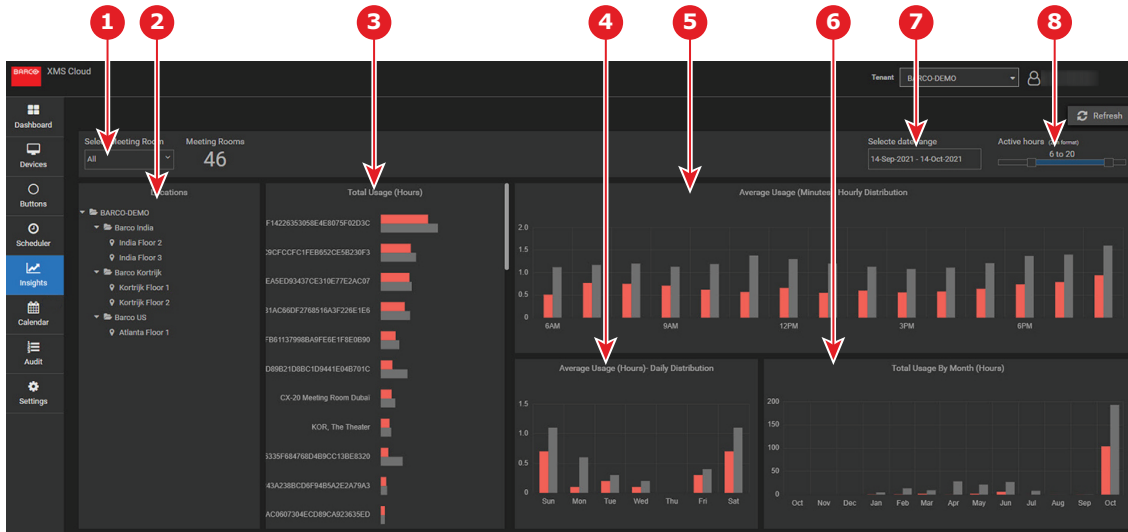 1 2 3 4 5 6 7 8
BARCO XMS Cloud
Tenant BARCO-DEMO
Refresh
Dashboard
Devices
Buttons
Scheduler
Insights
Calendar
Audit
Settings
Meeting Room
All
Meeting Rooms
46
Selecte date range
14-Sep-2021 - 14-Oct-2021
Active hours
6 to 20
Locations
BARCO-DEMO
Barco India
India Floor 2
India Floor 3
Barco Kortrijk
Kortrijk Floor 1
Kortrijk Floor 2
Barco US
Atlanta Floor 1
Total Usage (Hours)
F14226353058E4E8075F02D3C
C9CFCCFC1FEB652CE5B230F3
EA5ED93437CE310E77E2AC07
31AC66DF2768516A3F226E1E6
FB61137998BA9FE6E1F8E0B90
D89B21D8BC1D9441E04B701C
CX-20 Meeting Room Dubai
KOR, The Theater
5335F684768D4B9CC13BE8320
43A238BCD6F94B5A2E2A79A3
AC0607304ECD89CA923635ED
Average Usage (Minutes) Hourly Distribution
2.0
1.5
1.0
0.5
0
6AM 9AM 12PM 3PM 6PM
Average Usage (Hours)- Daily Distribution
1.5
1.0
0.5
0
Sun Mon Tue Wed Thu Fri Sat
Total Usage By Month (Hours)
200
150
100
50
0
Oct Nov Dec Jan Feb Mar Apr May Jun Jul Aug Sep Oct